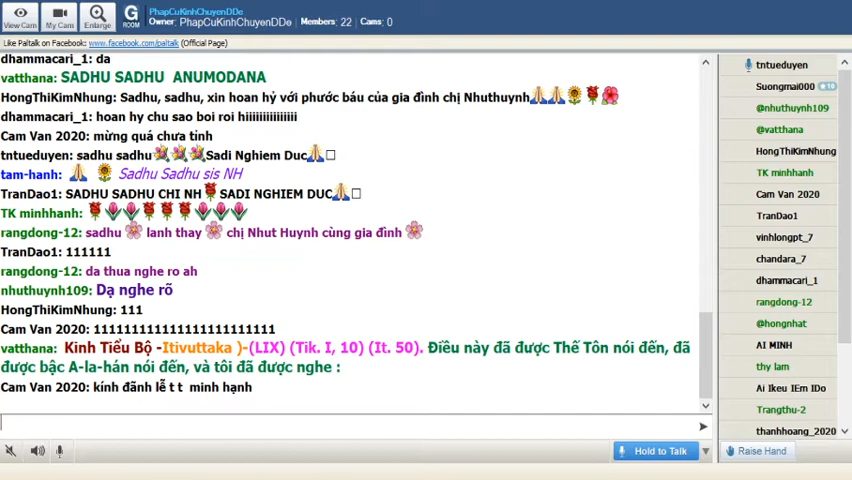 PhapCuKinhChuyenDDe
Owner: PhapCuKinhChuyenDDe Members: 22 Cams: 0
View Cam
My Cam
Enlarge
G
ROOM
Like Paltalk on Facebook: www.facebook.com/paltalk (Official Page)
dhammacari_1: da
vatthana: SADHU SADHU ANUMODANA
HongThiKimNhung: Sadhu, sadhu, xin hoan hỷ với phước báu của gia đình chị Nhuthuynh
dhammacari_1: hoan hy chu sao boi roi hiiiiiiiiiiiiiii
Cam Van 2020: mừng quá chưa tính
tntueduyen: sadhu sadhu Sadi Nghiem Duc
tam-hanh: Sadhu Sadhu sis NH
TranDao1: SADHU SADHU CHI NH SADI NGHIEM DUC
TK minhhanh:
rangdong-12: sadhu lanh thay chị Nhut Huynh cùng gia đình
TranDao1: 111111
rangdong-12: da thua nghe ro ah
nhuthuynh109: Dạ nghe rõ
HongThiKimNhung: 111
Cam Van 2020: 1111111111111111111111111
vatthana: Kinh Tiểu Bộ -Itivuttaka )-(LIX) (Tik. I, 10) (It. 50). Điều này đã được Thế Tôn nói đến, đã
được bậc A-la-hán nói đến, và tôi đã được nghe :
Cam Van 2020: kính đãnh lễ t t minh hạnh
Hold to Talk
tntueduyen
Suongmai000 10
@nhuthuynh109
@vatthana
HongThiKimNhung
TK minhhanh
Cam Van 2020
TranDao1
vinhlongpt_7
chandara_7
dhammacari_1
rangdong-12
@hongnhat
AI MINH
thy lam
Ai Ikeu IEm IDo
Trangthu-2
thanhhoang_2020
Raise Hand